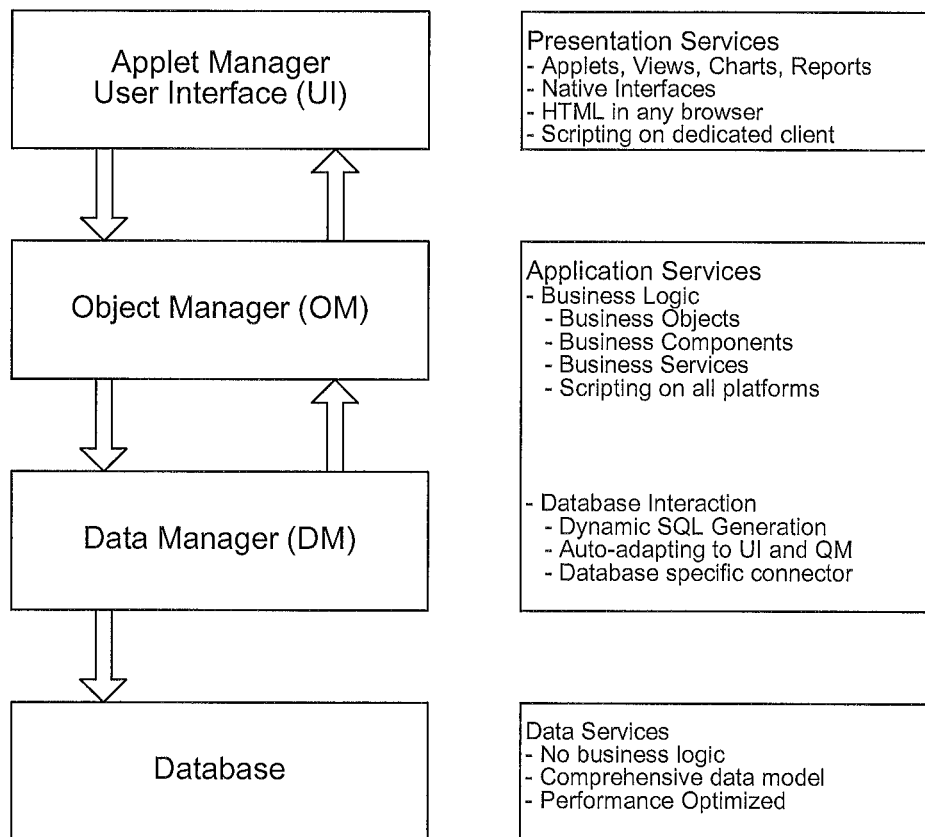 Applet Manager
User Interface (UI)
Presentation Services
- Applets, Views, Charts, Reports
- Native Interfaces
- HTML in any browser
- Scripting on dedicated client
Object Manager (OM)
Application Services
- Business Logic
- Business Objects
- Business Components
- Business Services
- Scripting on all platforms
Data Manager (DM)
- Database Interaction
- Dynamic SQL Generation
- Auto-adapting to UI and QM
- Database specific connector
Database
Data Services
- No business logic
- Comprehensive data model
- Performance Optimized